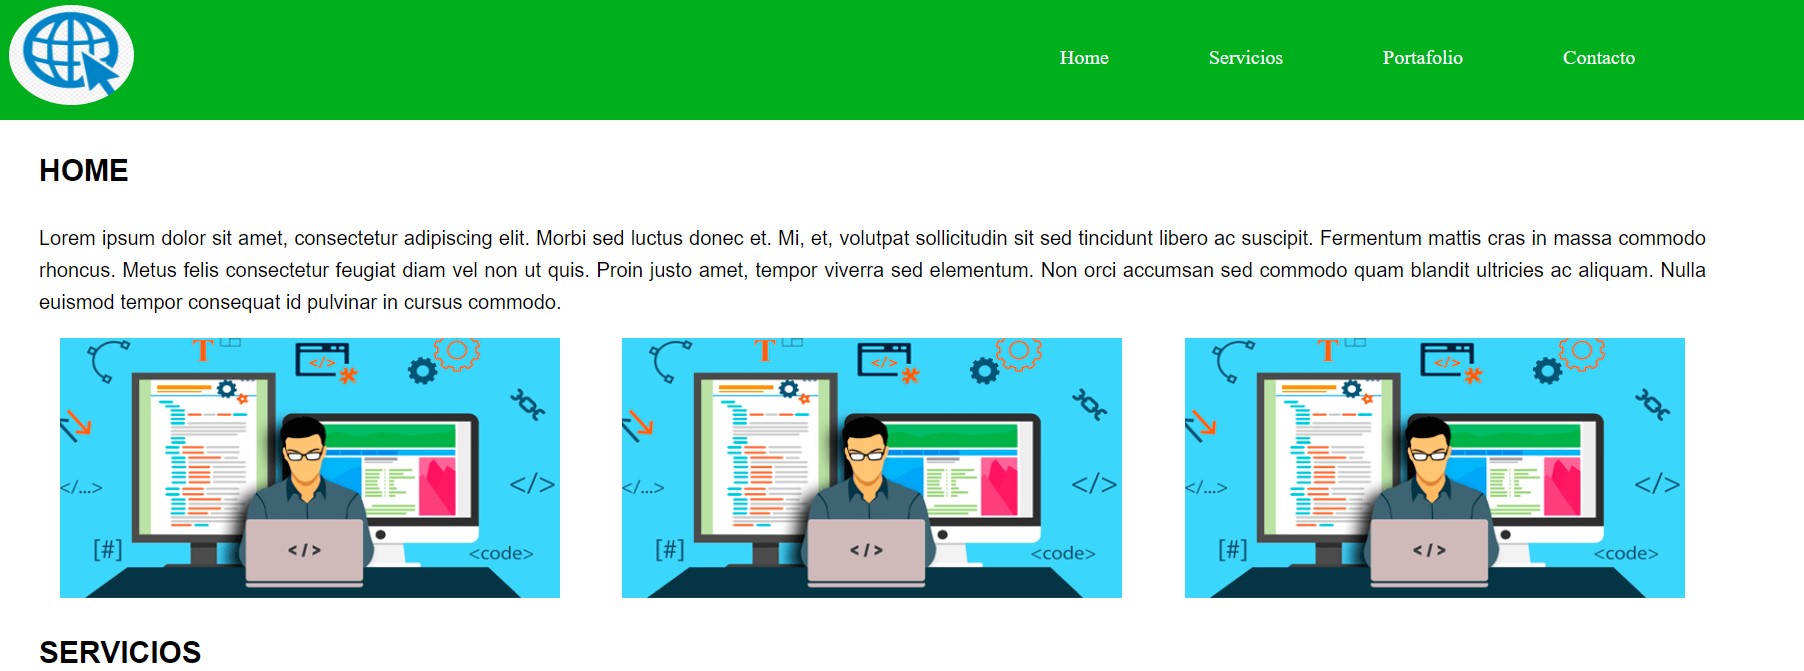 Home Servicios Portafolio Contacto
HOME
Lorem ipsum dolor sit amet, consectetur adipiscing elit. Morbi sed luctus donec et. Mi, et, volutpat sollicitudin sit sed tincidunt libero ac suscipit. Fermentum mattis cras in massa commodo
rhoncus. Metus felis consectetur feugiat diam vel non ut quis. Proin justo amet, tempor viverra sed elementum. Non orci accumsan sed commodo quam blandit ultricies ac aliquam. Nulla
euismod tempor consequat id pulvinar in cursus commodo.
T </> T </> T </>
</...> </> </...> </> </...> </>
[#] </> <code> [#] </> <code> [#] </> <code>
SERVICIOS